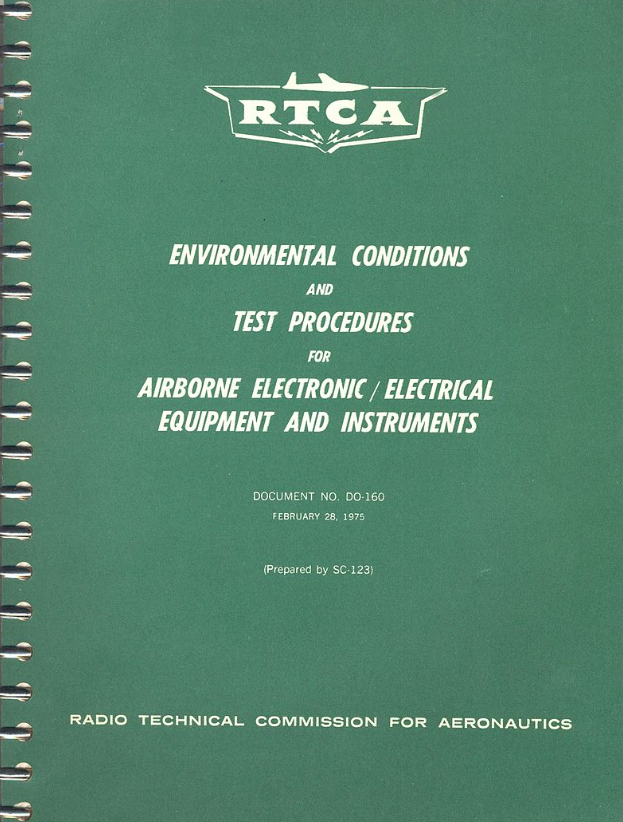 RTCA
ENVIRONMENTAL CONDITIONS
AND
TEST PROCEDURES
FOR
AIRBORNE ELECTRONIC / ELECTRICAL
EQUIPMENT AND INSTRUMENTS
DOCUMENT NO. DO-160
FEBRUARY 28, 1975
(Prepared by SC-123)
RADIO TECHNICAL COMMISSION FOR AERONAUTICS